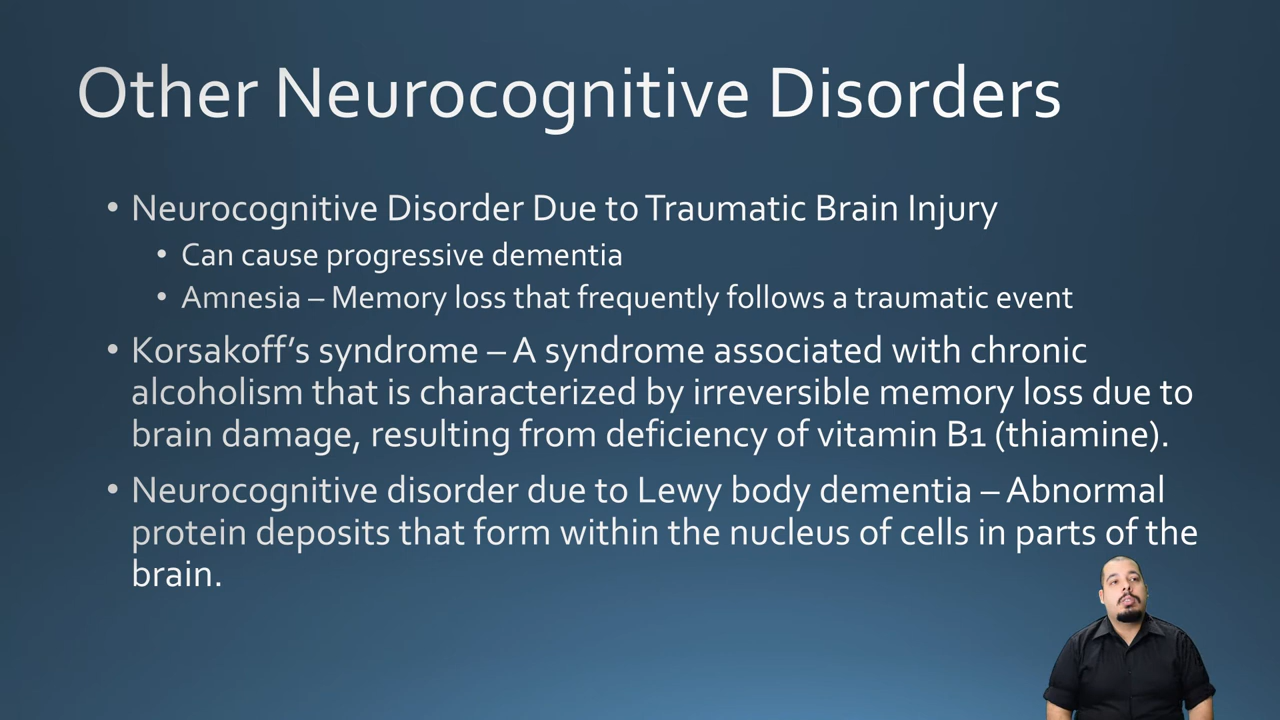 Other Neurocognitive Disorders
• Neurocognitive Disorder Due to Traumatic Brain Injury
• Can cause progressive dementia
• Amnesia – Memory loss that frequently follows a traumatic event
• Korsakoff’s syndrome – A syndrome associated with chronic
alcoholism that is characterized by irreversible memory loss due to
brain damage, resulting from deficiency of vitamin B1 (thiamine).
• Neurocognitive disorder due to Lewy body dementia – Abnormal
protein deposits that form within the nucleus of cells in parts of the
brain.